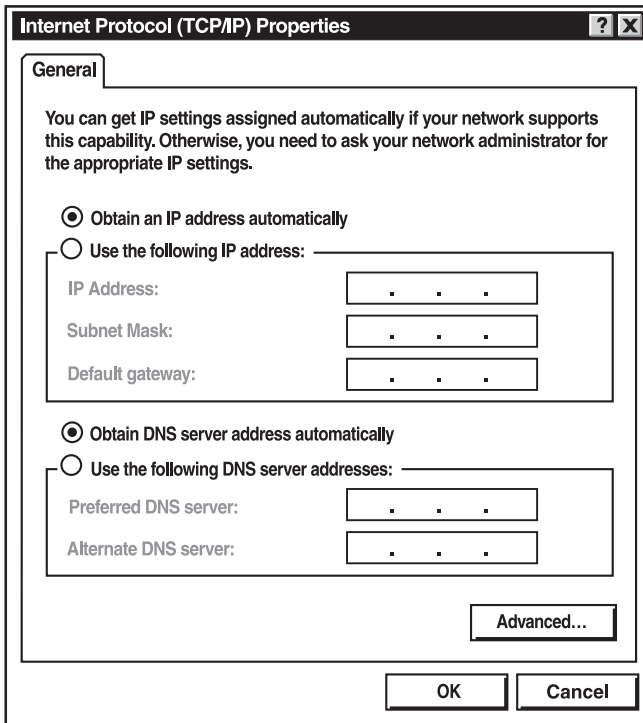 Internet Protocol (TCP/IP) Properties ? X
General
You can get IP settings assigned automatically if your network supports
this capability. Otherwise, you need to ask your network administrator for
the appropriate IP settings.
Obtain an IP address automatically
Use the following IP address:
IP Address: . . .
Subnet Mask: . . .
Default gateway: . . .
Obtain DNS server address automatically
Use the following DNS server addresses:
Preferred DNS server: . . .
Alternate DNS server: . . .
Advanced...
OK Cancel